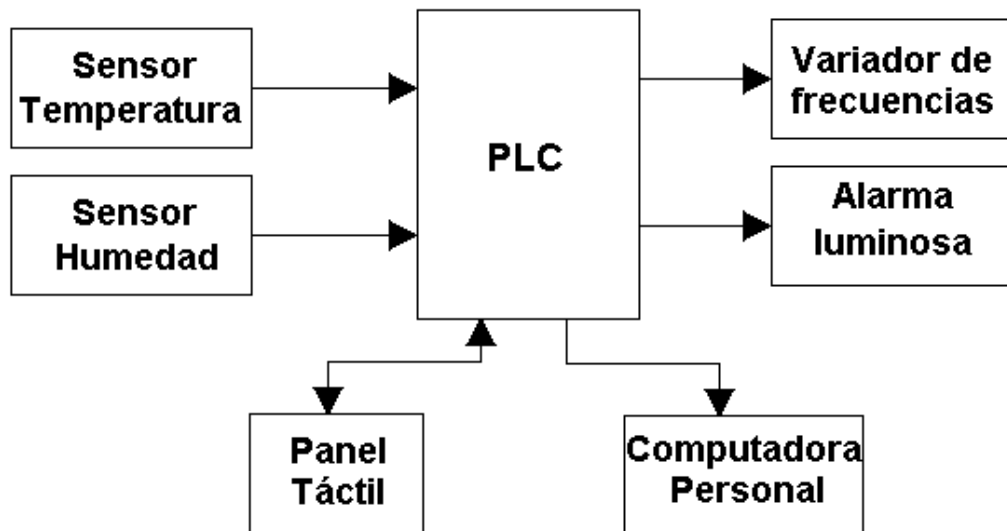 Sensor
Temperatura
Sensor
Humedad
PLC
Variador de
frecuencias
Alarma
luminosa
Panel
Táctil
Computadora
Personal